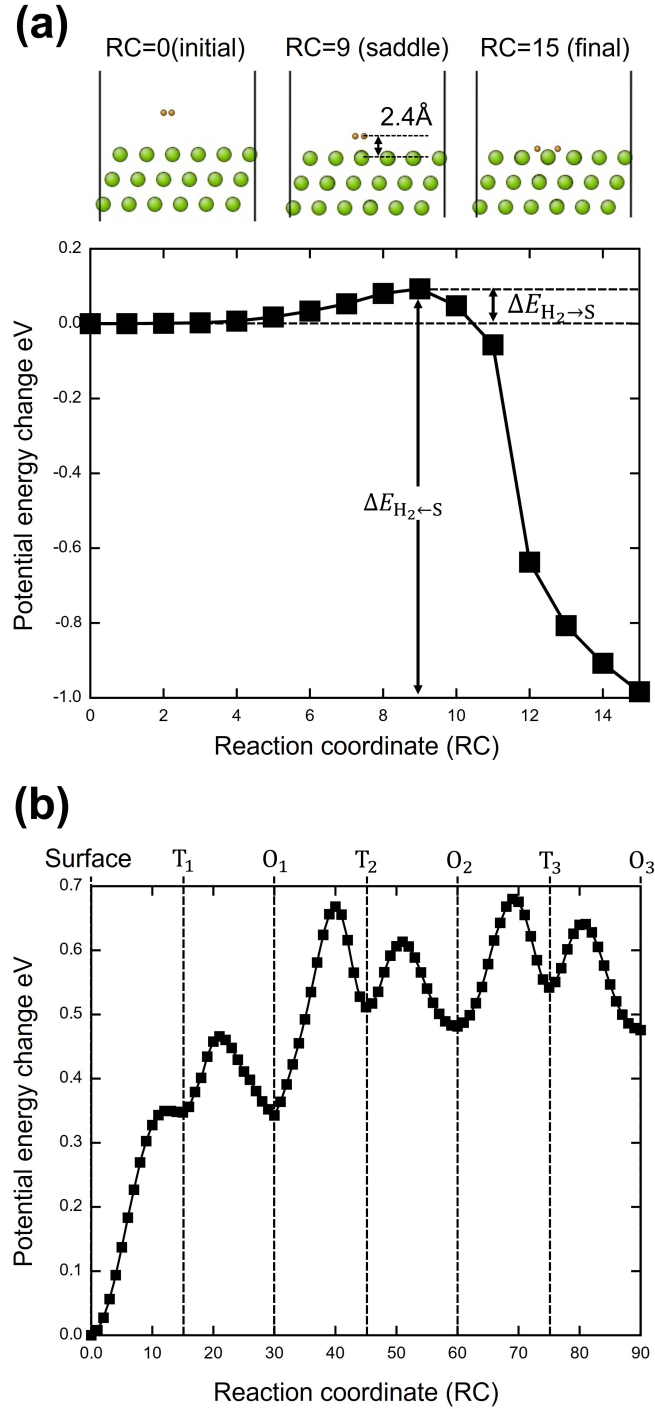 (a)
RC=0(initial) RC=9 (saddle) RC=15 (final)
2.4Å
0.2
0.0
-0.2
-0.4
-0.6
-0.8
-1.0
Potential energy change eV
ΔE_{H₂→S}
ΔE_{H₂←S}
0 2 4 6 8 10 12 14
Reaction coordinate (RC)
(b)
Surface T₁ O₁ T₂ O₂ T₃ O₃
0.7
0.6
0.5
0.4
0.3
0.2
0.1
0.0
Potential energy change eV
0.0 10 20 30 40 50 60 70 80 90
Reaction coordinate (RC)